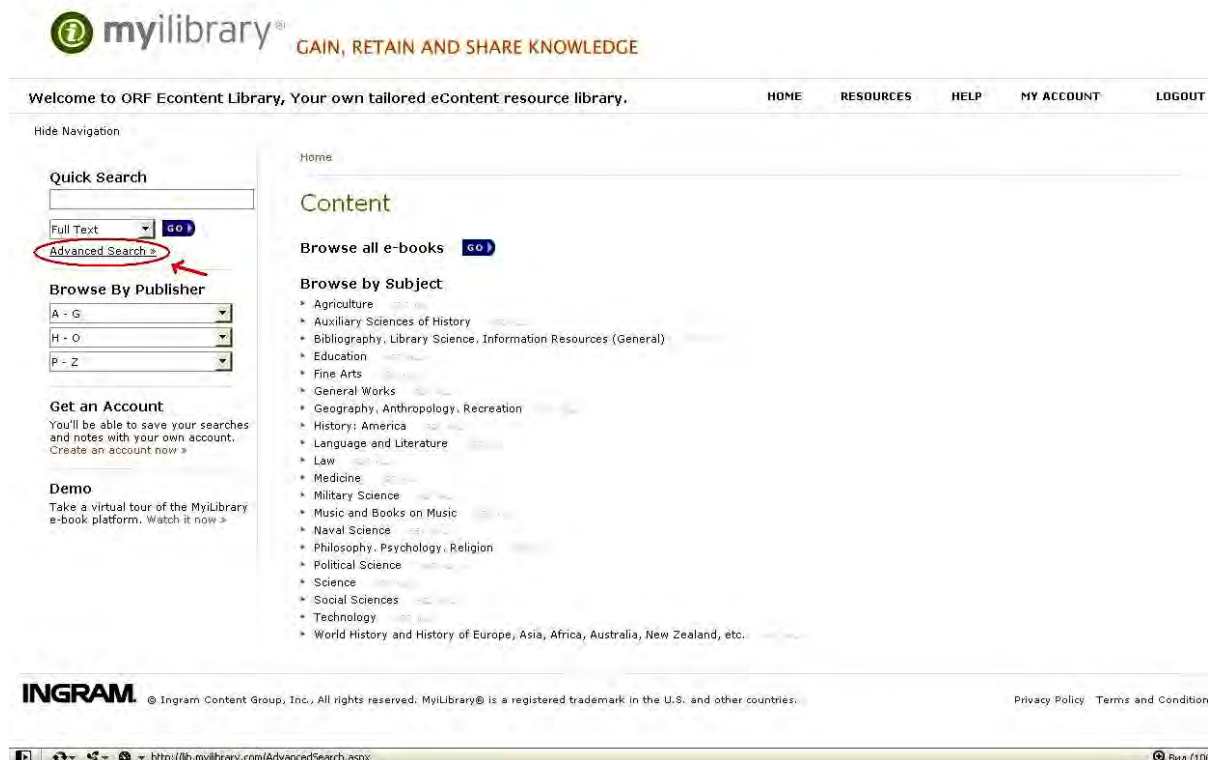 myilibrary®
GAIN, RETAIN AND SHARE KNOWLEDGE
Welcome to ORF Econtent Library, Your own tailored eContent resource library.
HOME RESOURCES HELP MY ACCOUNT LOGOUT
Hide Navigation
Quick Search
Full Text GO
Advanced Search »
Browse By Publisher
A - G
H - O
P - Z
Get an Account
You'll be able to save your searches
and notes with your own account.
Create an account now »
Demo
Take a virtual tour of the MyiLibrary
e-book platform. Watch it now »
Home
Content
Browse all e-books GO
Browse by Subject
Agriculture
Auxiliary Sciences of History
Bibliography, Library Science, Information Resources (General)
Education
Fine Arts
General Works
Geography, Anthropology, Recreation
History: America
Language and Literature
Law
Medicine
Military Science
Music and Books on Music
Naval Science
Philosophy, Psychology, Religion
Political Science
Science
Social Sciences
Technology
World History and History of Europe, Asia, Africa, Australia, New Zealand, etc.
INGRAM. © Ingram Content Group, Inc., All rights reserved. MyiLibrary® is a registered trademark in the U.S. and other countries.
Privacy Policy Terms and Condition
http://lib.myilibrary.com/AdvancedSearch.aspx
Вид (100